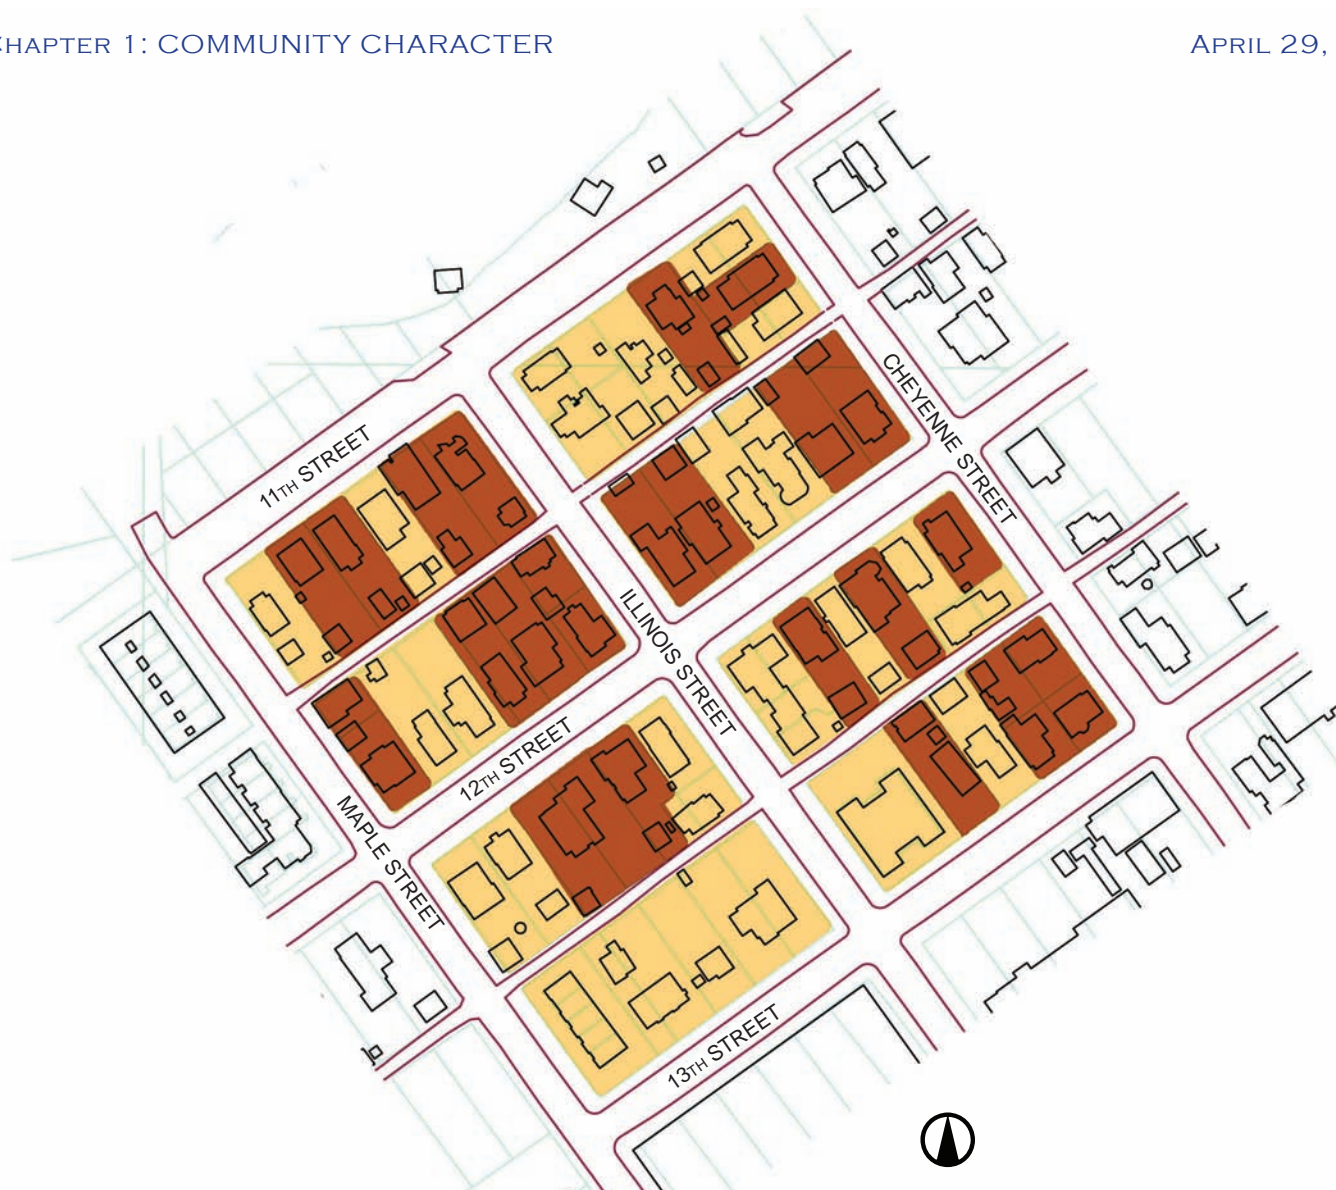 CHAPTER 1: COMMUNITY CHARACTER
APRIL 29,
11TH STREET
CHEYENNE STREET
ILLINOIS STREET
12TH STREET
MAPLE STREET
13TH STREET